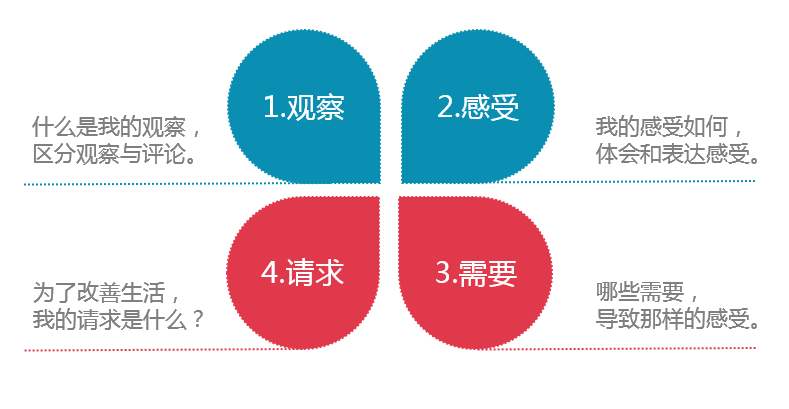 1.观察
什么是我的观察，
区分观察与评论。
2.感受
我的感受如何，
体会和表达感受。
3.需要
哪些需要，
导致那样的感受。
4.请求
为了改善生活，
我的请求是什么？